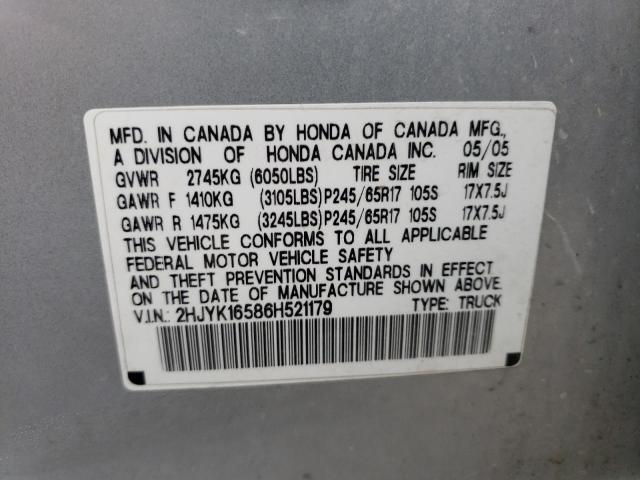 MFD. IN CANADA BY HONDA OF CANADA MFG.,
A DIVISION OF HONDA CANADA INC. 05/05
GVWR 2745KG (6050LBS) TIRE SIZE RIM SIZE
GAWR F 1410KG (3105LBS)P245/65R17 105S 17X7.5J
GAWR R 1475KG (3245LBS)P245/65R17 105S 17X7.5J
THIS VEHICLE CONFORMS TO ALL APPLICABLE
FEDERAL MOTOR VEHICLE SAFETY
AND THEFT PREVENTION STANDARDS IN EFFECT
ON THE DATE OF MANUFACTURE SHOWN ABOVE.
V.I.N.: 2HJYK16586H521179 TYPE: TRUCK